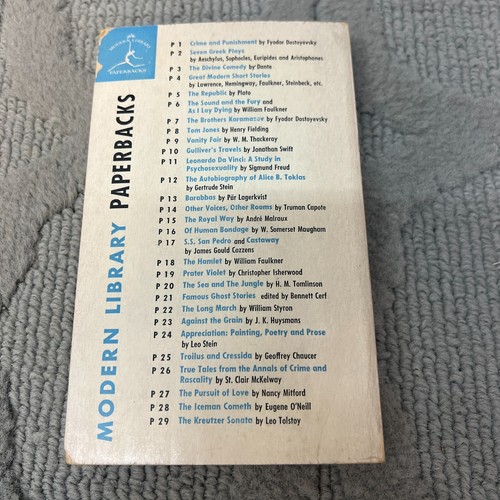 MODERN LIBRARY
PAPERBACKS
MODERN LIBRARY PAPERBACKS
P 1 Crime and Punishment by Fyodor Dostoyevsky
P 2 Seven Greek Plays
by Aeschylus, Sophocles, Euripides and Aristophanes
P 3 The Divine Comedy by Dante
P 4 Great Modern Short Stories
by Lawrence, Hemingway, Faulkner, Steinbeck, etc.
P 5 The Republic by Plato
P 6 The Sound and the Fury and
As I Lay Dying by William Faulkner
P 7 The Brothers Karamazov by Fyodor Dostoyevsky
P 8 Tom Jones by Henry Fielding
P 9 Vanity Fair by W. M. Thackeray
P 10 Gulliver's Travels by Jonathan Swift
P 11 Leonardo Da Vinci: A Study in
Psychosexuality by Sigmund Freud
P 12 The Autobiography of Alice B. Toklas
by Gertrude Stein
P 13 Barabbas by Pär Lagerkvist
P 14 Other Voices, Other Rooms by Truman Capote
P 15 The Royal Way by André Malraux
P 16 Of Human Bondage by W. Somerset Maugham
P 17 S.S. San Pedro and Castaway
by James Gould Cozzens
P 18 The Hamlet by William Faulkner
P 19 Prater Violet by Christopher Isherwood
P 20 The Sea and The Jungle by H. M. Tomlinson
P 21 Famous Ghost Stories edited by Bennett Cerf
P 22 The Long March by William Styron
P 23 Against the Grain by J. K. Huysmans
P 24 Appreciation: Painting, Poetry and Prose
by Leo Stein
P 25 Troilus and Cressida by Geoffrey Chaucer
P 26 True Tales from the Annals of Crime and
Rascality by St. Clair McKelway
P 27 The Pursuit of Love by Nancy Mitford
P 28 The Iceman Cometh by Eugene O'Neill
P 29 The Kreutzer Sonata by Leo Tolstoy